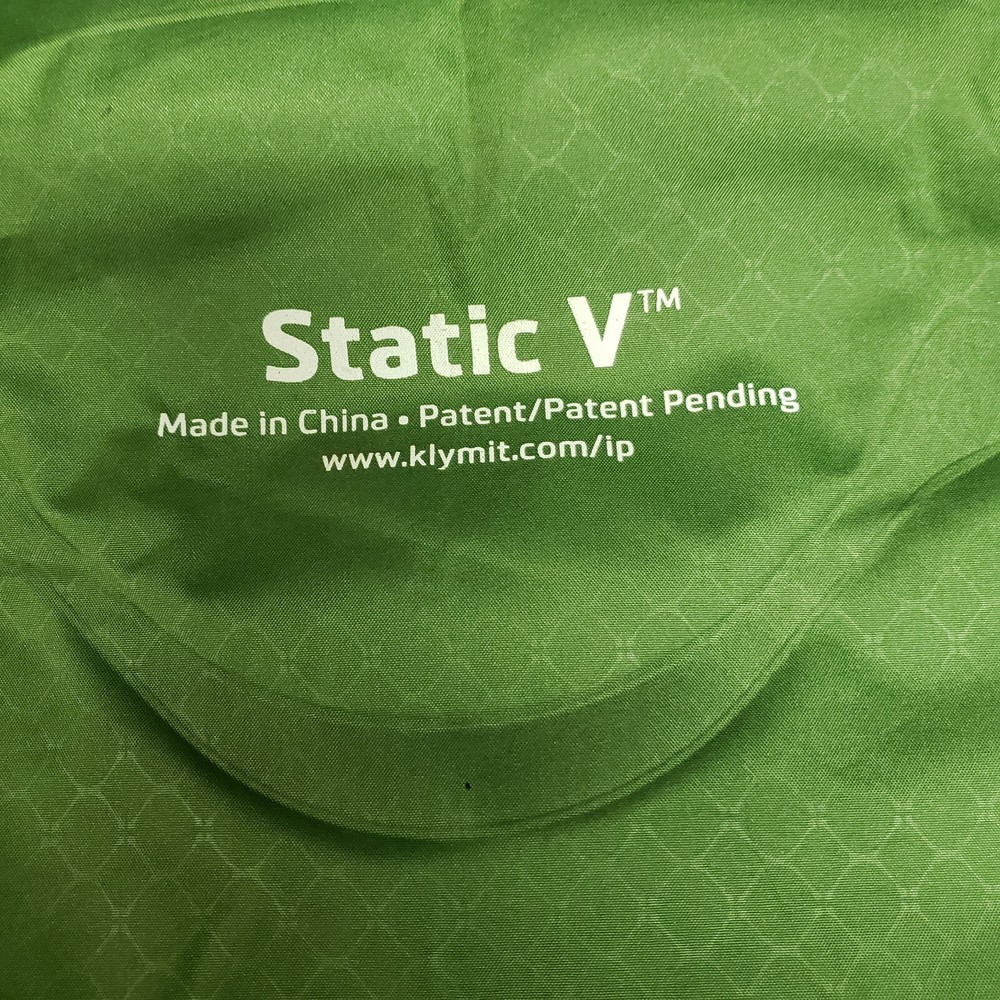 Static V™
Made in China • Patent/Patent Pending
www.klymit.com/ip